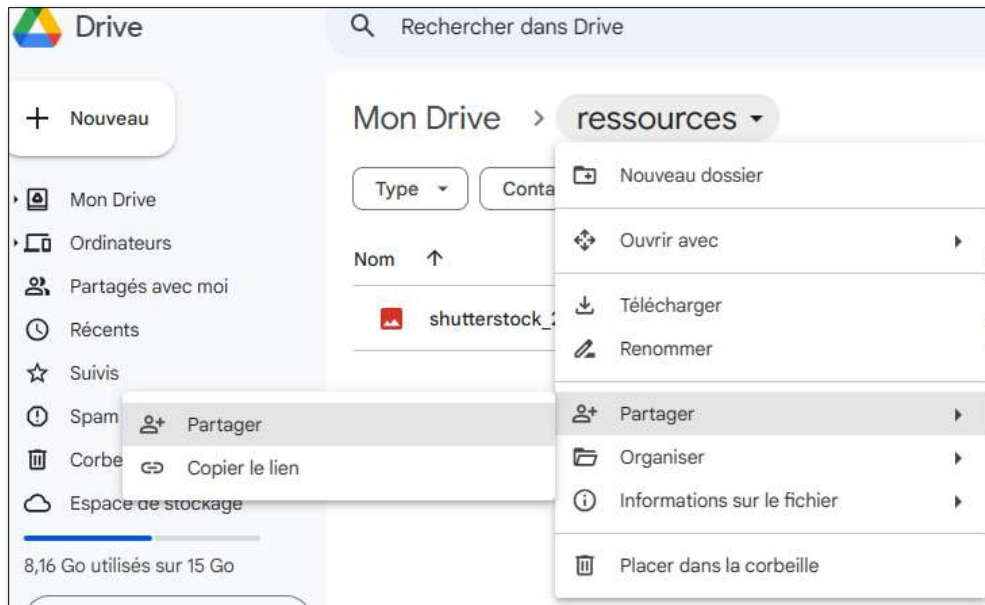 Drive
Rechercher dans Drive
Nouveau
Mon Drive
Ordinateurs
Partagés avec moi
Récents
Suivis
Spam
Corbe
Espace de stockage
8,16 Go utilisés sur 15 Go
Mon Drive > ressources
Type
Conta
Nom
shutterstock_
Nouveau dossier
Ouvrir avec
Télécharger
Renommer
Partager
Organiser
Informations sur le fichier
Placer dans la corbeille
Partager
Copier le lien